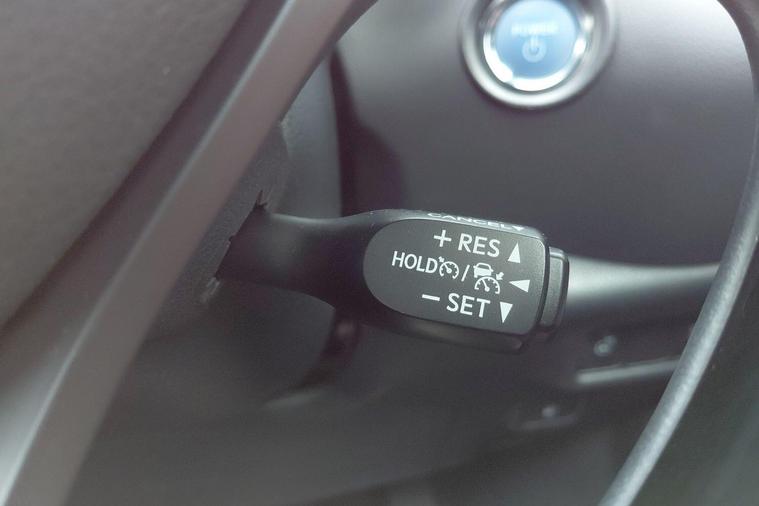 POWER
CANCEL
+ RES
HOLD /
− SET